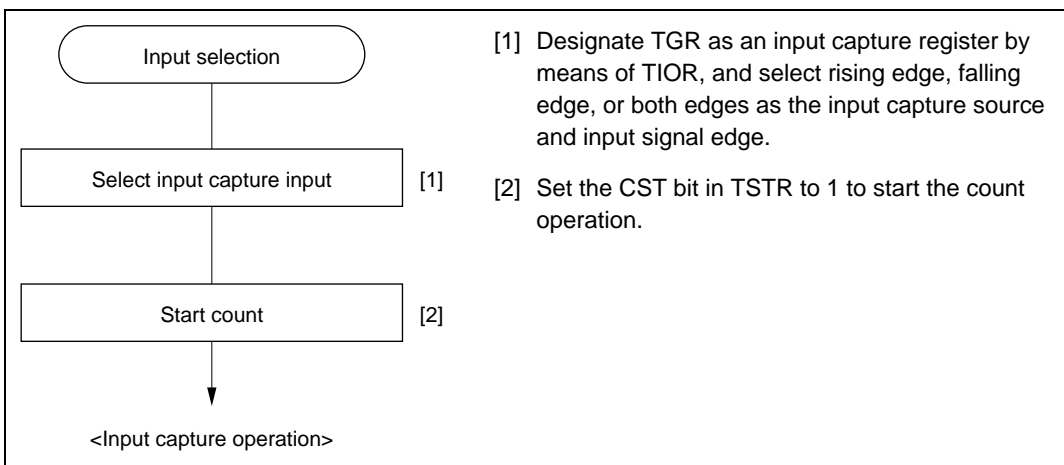 Input selection
Select input capture input [1]
Start count [2]
<Input capture operation>
[1] Designate TGR as an input capture register by
means of TIOR, and select rising edge, falling
edge, or both edges as the input capture source
and input signal edge.
[2] Set the CST bit in TSTR to 1 to start the count
operation.